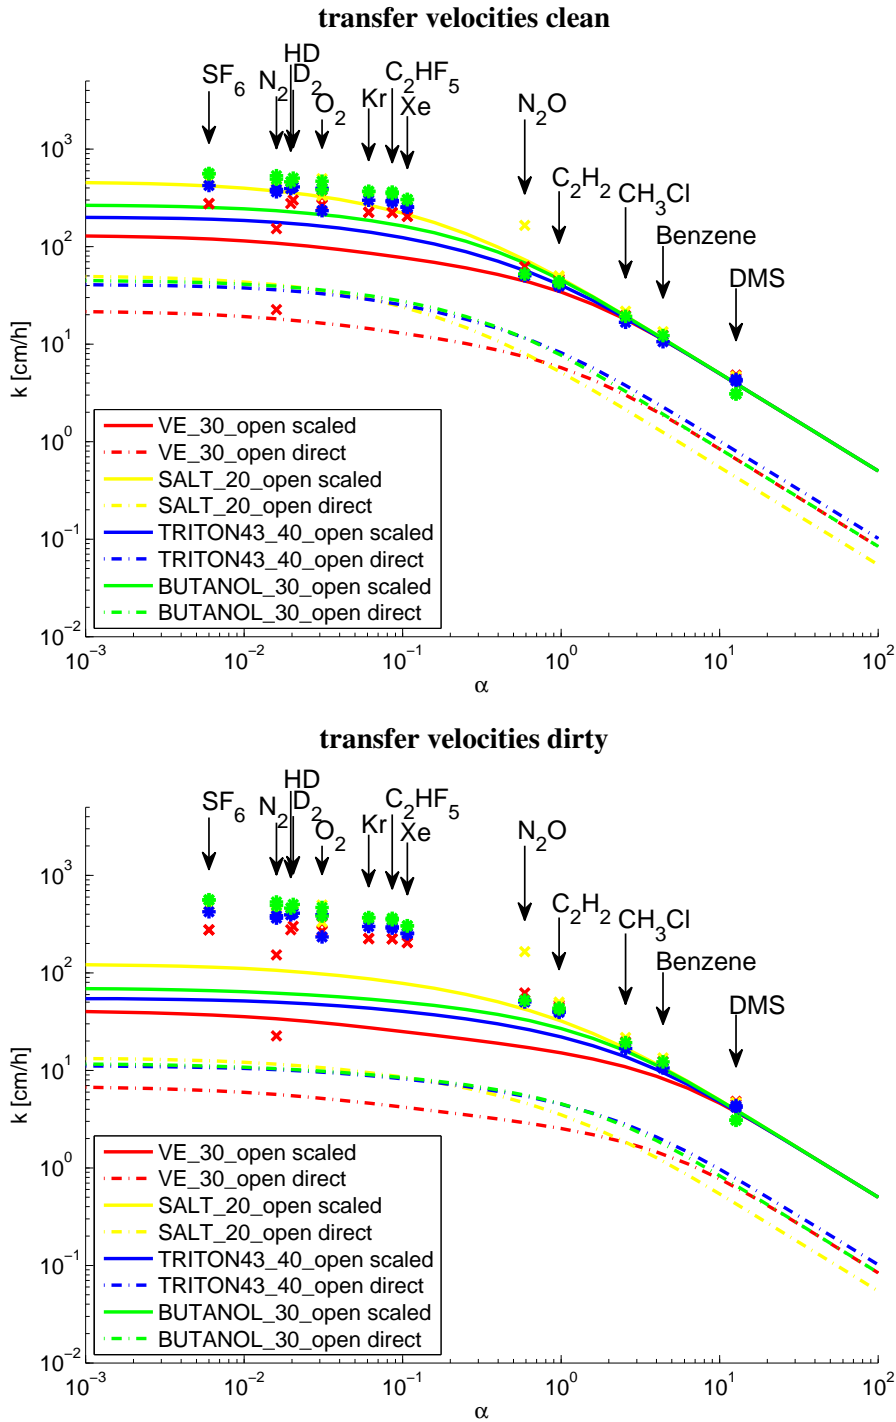 transfer velocities clean
SF6 N2 HD D2 O2 Kr C2HF5 Xe N2O C2H2 CH3Cl Benzene DMS
k [cm/h]
10^3
10^2
10^1
10^0
10^−1
10^−2
VE_30_open scaled
VE_30_open direct
SALT_20_open scaled
SALT_20_open direct
TRITON43_40_open scaled
TRITON43_40_open direct
BUTANOL_30_open scaled
BUTANOL_30_open direct
10^−3 10^−2 10^−1 10^0 10^1 10^2
α
transfer velocities dirty
SF6 N2 HD D2 O2 Kr C2HF5 Xe N2O C2H2 CH3Cl Benzene DMS
k [cm/h]
10^3
10^2
10^1
10^0
10^−1
10^−2
VE_30_open scaled
VE_30_open direct
SALT_20_open scaled
SALT_20_open direct
TRITON43_40_open scaled
TRITON43_40_open direct
BUTANOL_30_open scaled
BUTANOL_30_open direct
10^−3 10^−2 10^−1 10^0 10^1 10^2
α